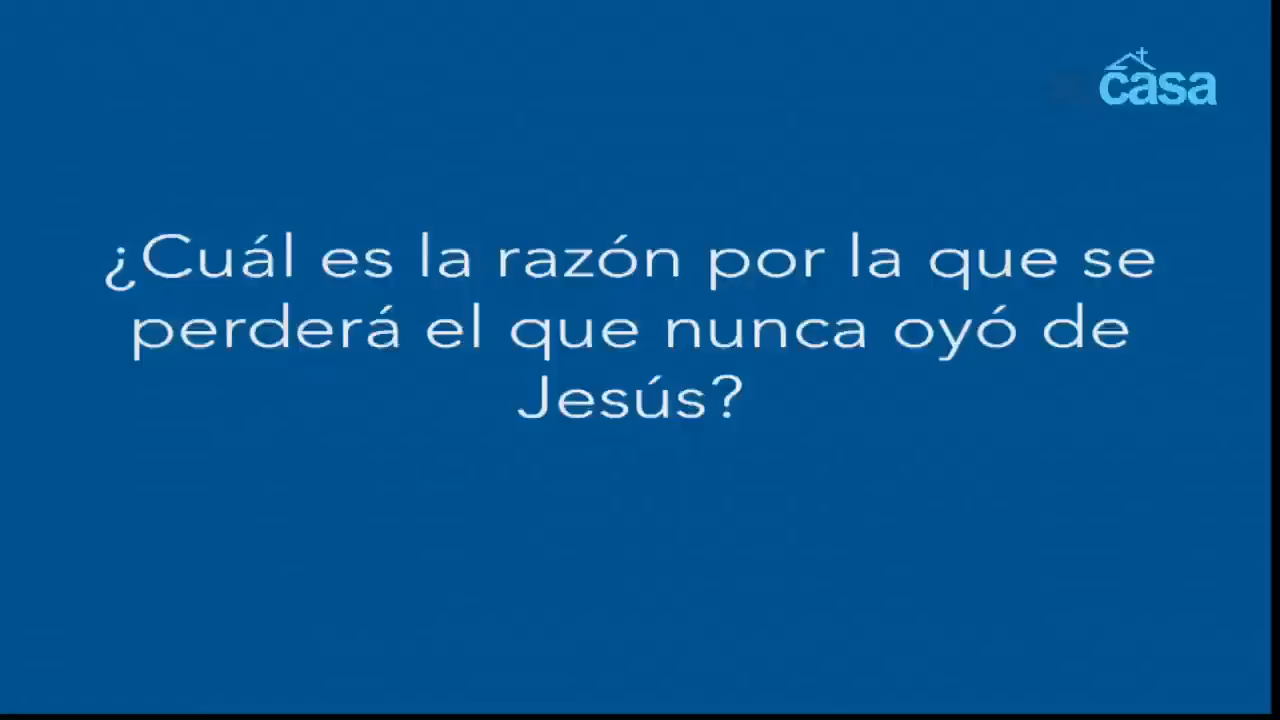 casa
¿Cuál es la razón por la que se
perderá el que nunca oyó de
Jesús?